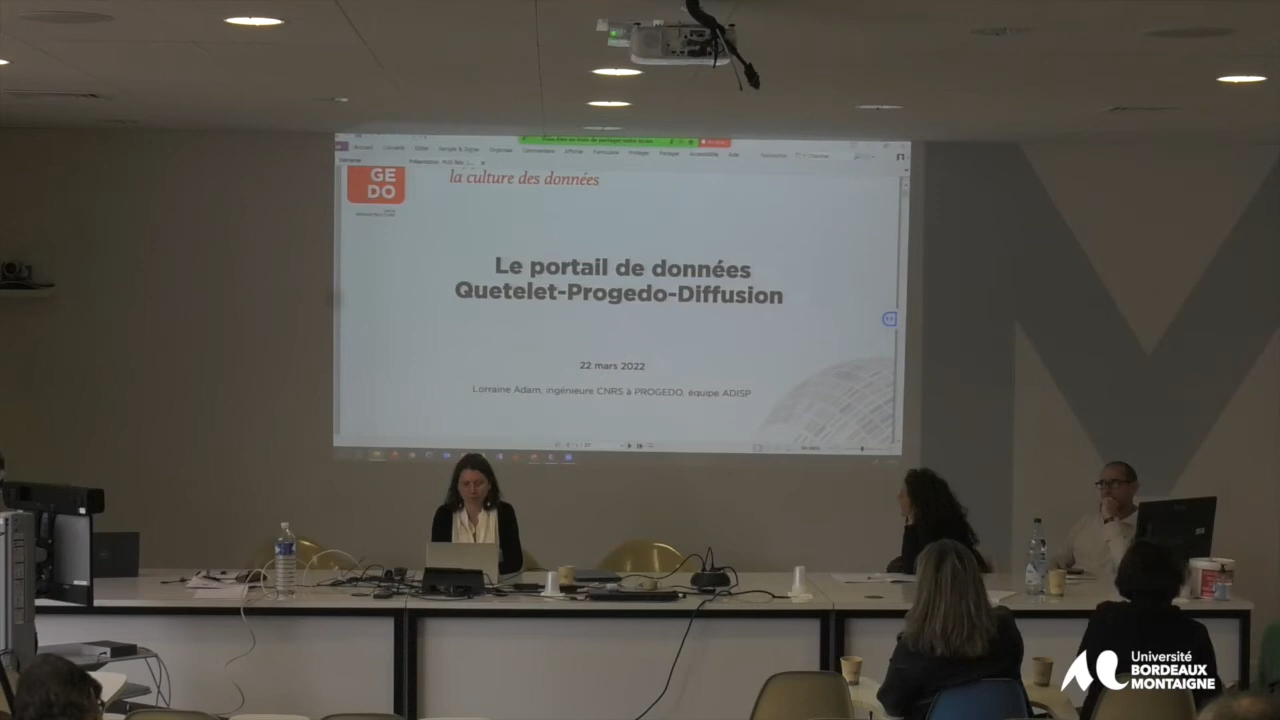 GE
DO
la culture des données
Le portail de données
Quetelet-Progedo-Diffusion
22 mars 2022
Lorraine Adam, ingénieure CNRS à PROGEDO, équipe ADISP
Université
BORDEAUX
MONTAIGNE